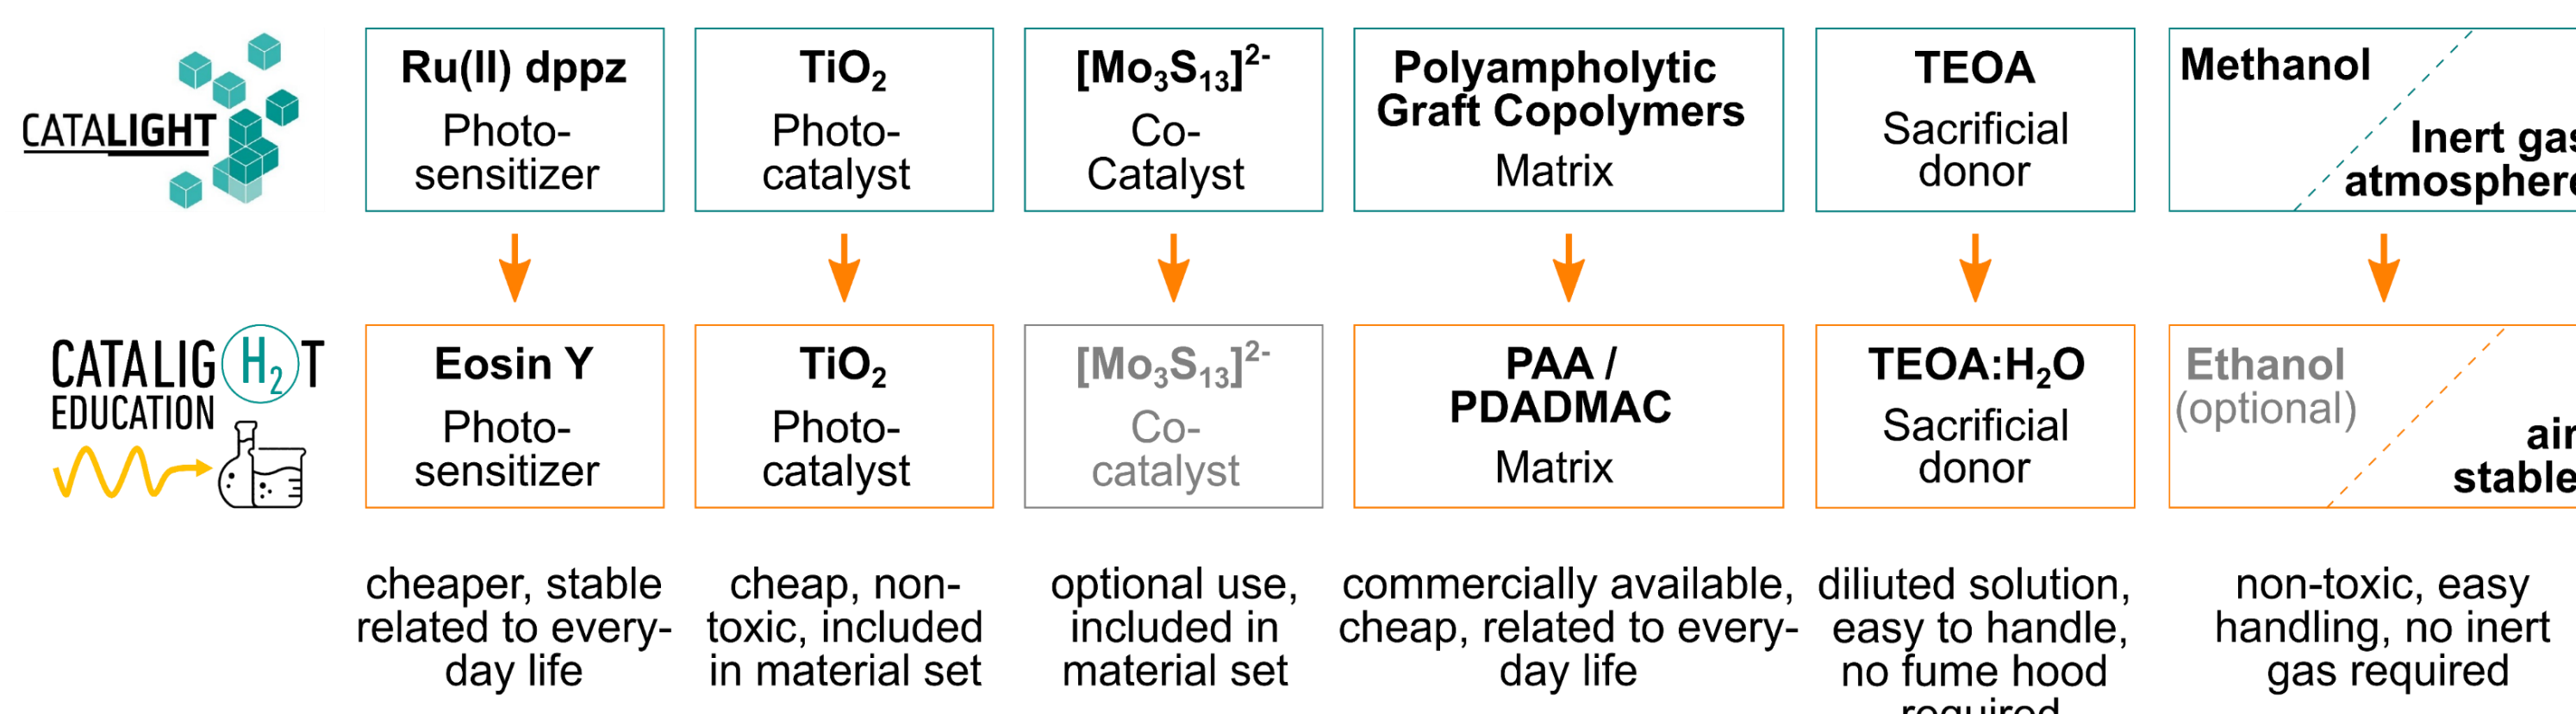 CATALIGHT
Ru(II) dppz
Photo-
sensitizer
TiO2
Photo-
catalyst
[Mo3S13]2-
Co-
Catalyst
Polyampholytic
Graft Copolymers
Matrix
TEOA
Sacrificial
donor
Methanol
Inert gas
atmosphere
CATALIGH2T
EDUCATION
Eosin Y
Photo-
sensitizer
TiO2
Photo-
catalyst
[Mo3S13]2-
Co-
catalyst
PAA /
PDADMAC
Matrix
TEOA:H2O
Sacrificial
donor
Ethanol
(optional)
air
stable
cheaper, stable
related to every-
day life
cheap, non-
toxic, included
in material set
optional use,
included in
material set
commercially available,
cheap, related to every-
day life
diliuted solution,
easy to handle,
no fume hood
required
non-toxic, easy
handling, no inert
gas required